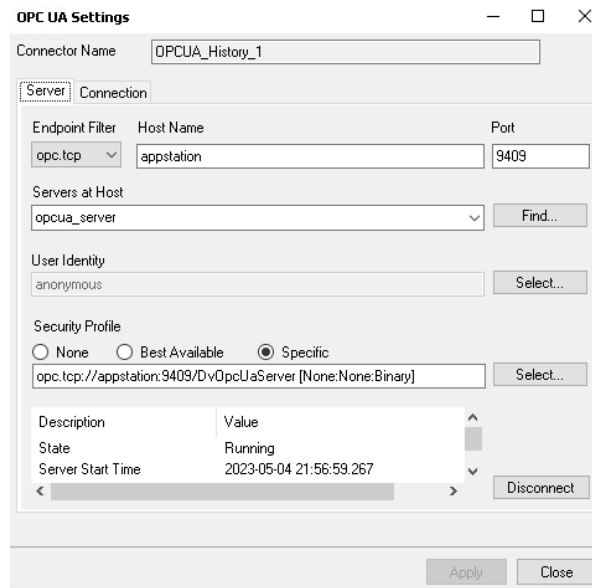 OPC UA Settings
Connector Name OPCUA_History_1
Server Connection
Endpoint Filter Host Name Port
opc.tcp appstation 9409
Servers at Host
opcua_server Find...
User Identity
anonymous Select...
Security Profile
None Best Available Specific
opc.tcp://appstation:9409/DvOpcUaServer [None:None:Binary] Select...
Description Value
State Running
Server Start Time 2023-05-04 21:56:59.267
Disconnect
Apply Close